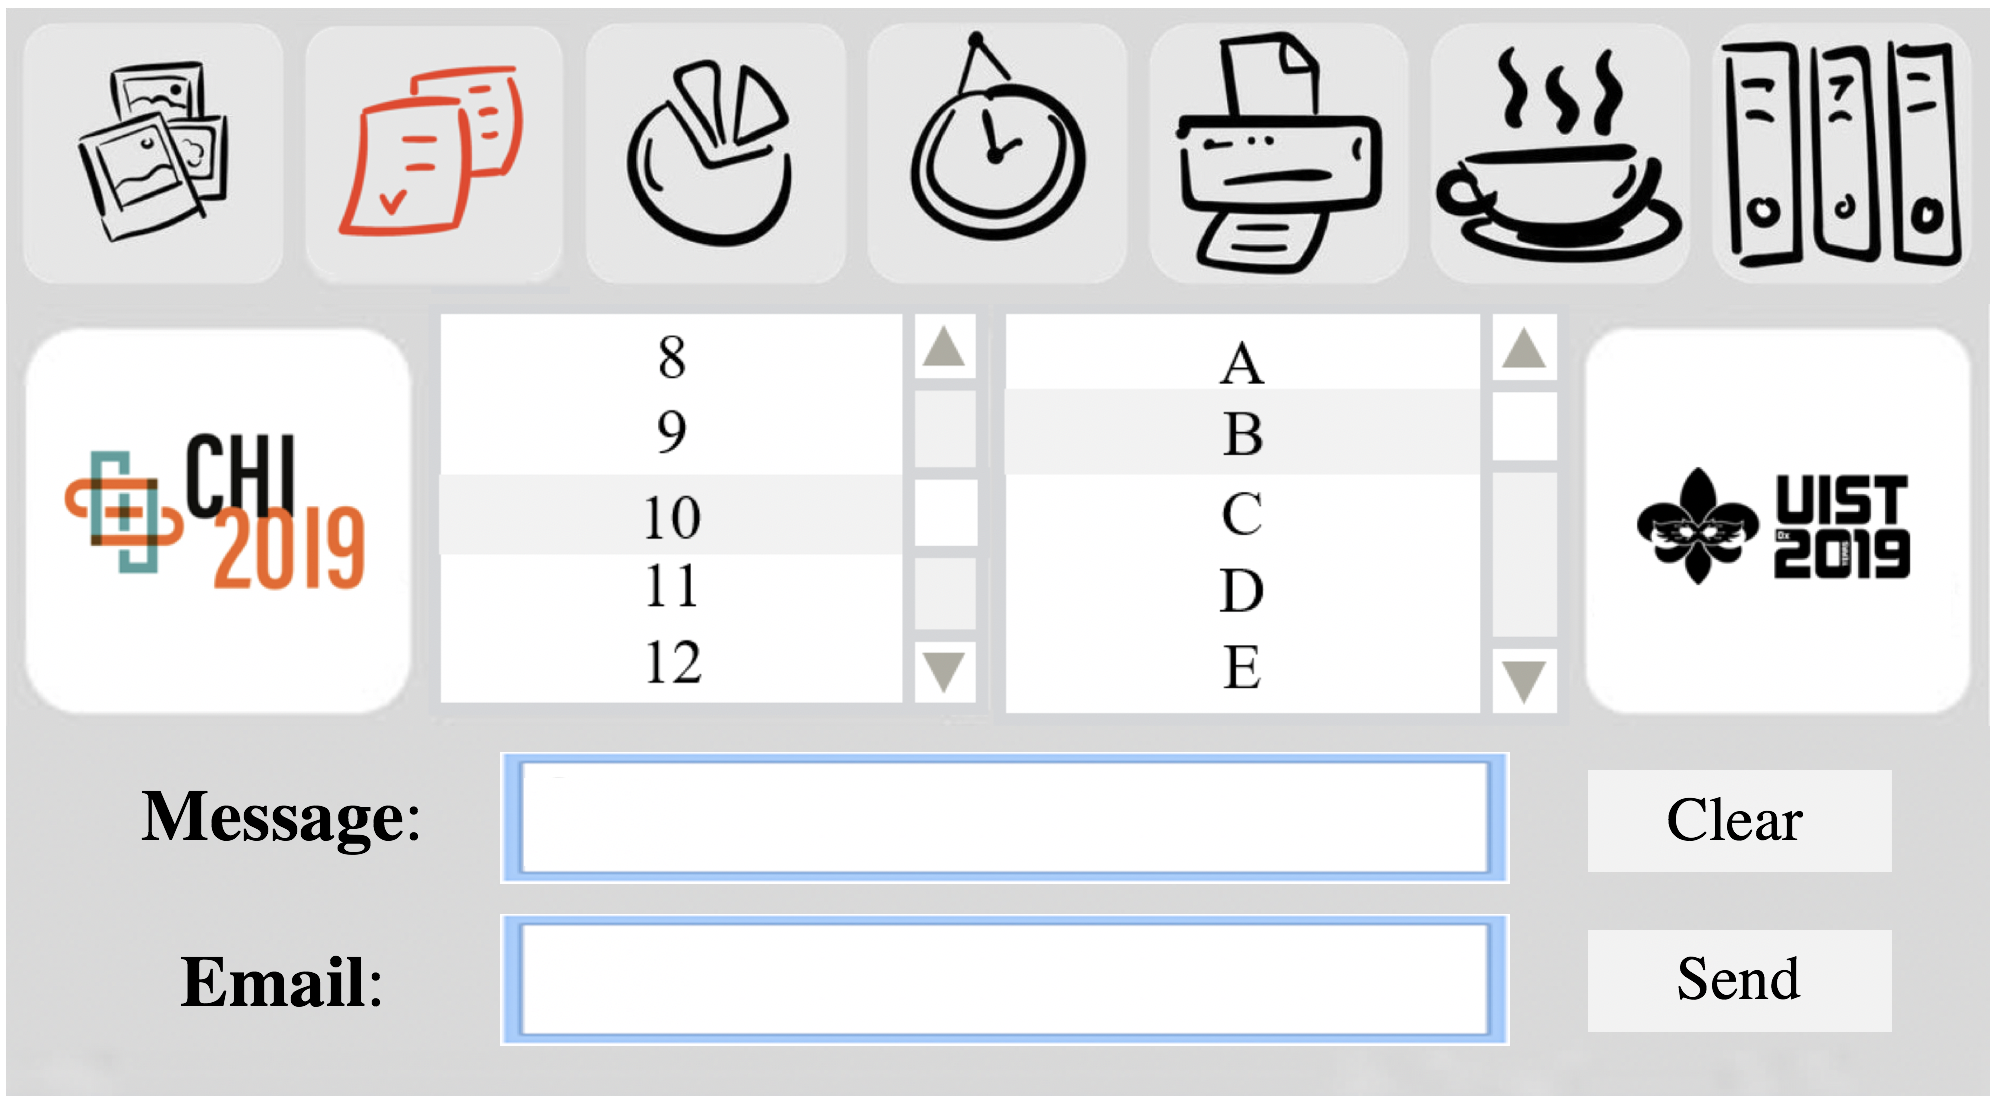 CHI
2019
8
9
10
11
12
A
B
C
D
E
UIST
2019
Message:
Clear
Email:
Send